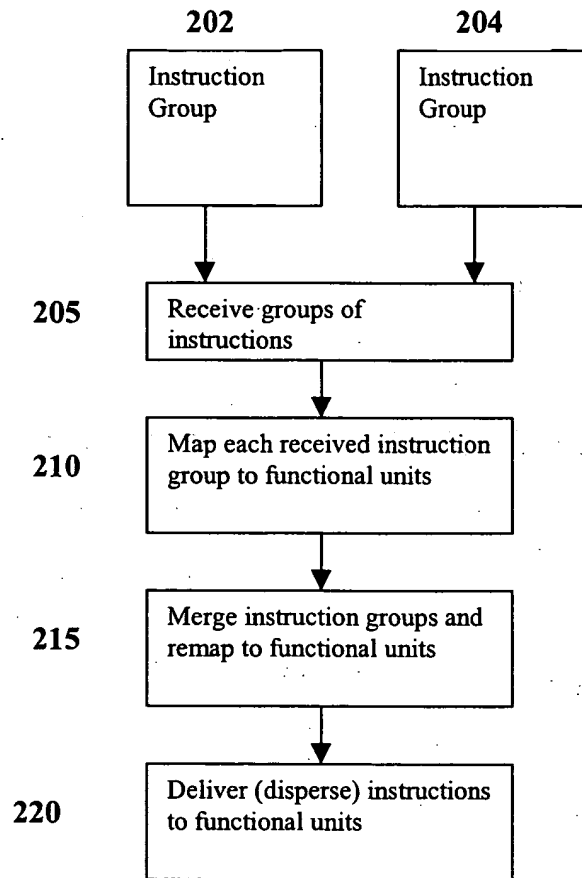 202
204
Instruction
Group
Instruction
Group
205
Receive groups of
instructions
210
Map each received instruction
group to functional units
215
Merge instruction groups and
remap to functional units
220
Deliver (disperse) instructions
to functional units